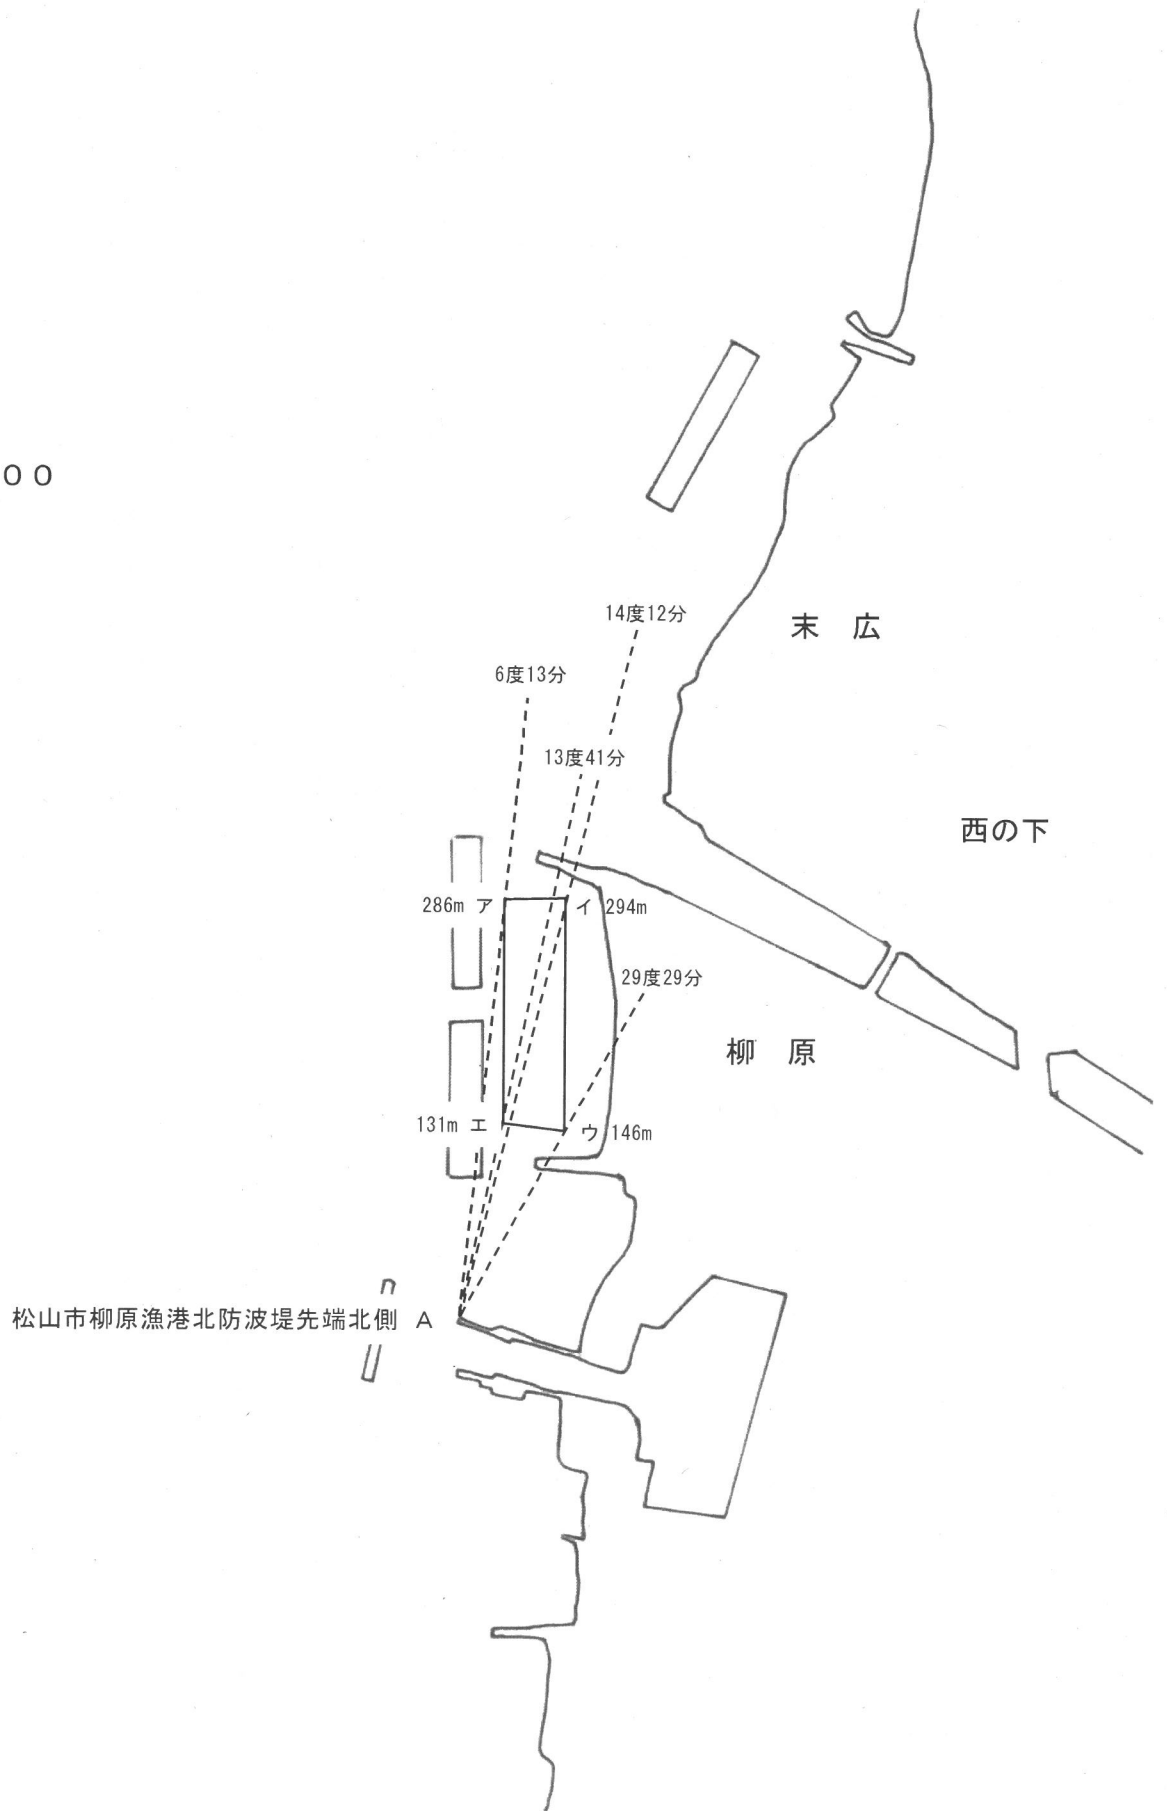 ００
14度12分
末　広
6度13分
13度41分
西の下
286m ア
イ 294m
29度29分
柳　原
131m エ
ウ 146m
松山市柳原漁港北防波堤先端北側 A